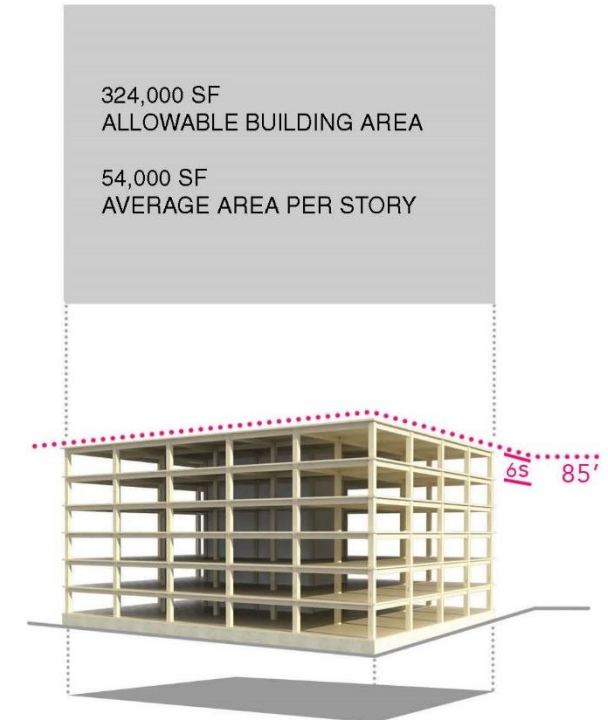 324,000 SF
ALLOWABLE BUILDING AREA
54,000 SF
AVERAGE AREA PER STORY
6s
85'